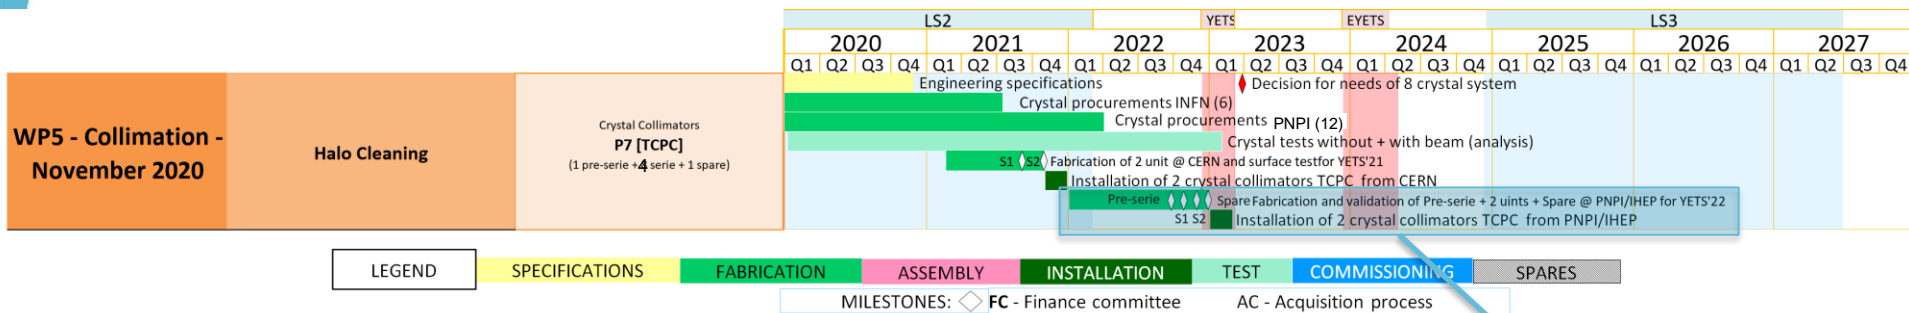 LS2 YETS EYETS LS3
2020 2021 2022 2023 2024 2025 2026 2027
Q1 Q2 Q3 Q4 Q1 Q2 Q3 Q4 Q1 Q2 Q3 Q4 Q1 Q2 Q3 Q4 Q1 Q2 Q3 Q4 Q1 Q2 Q3 Q4 Q1 Q2 Q3 Q4 Q1 Q2 Q3 Q4
WP5 - Collimation -
November 2020
Halo Cleaning
Crystal Collimators
P7 [TCPC]
(1 pre-serie +4 serie + 1 spare)
Engineering specifications
Decision for needs of 8 crystal system
Crystal procurements INFN (6)
Crystal procurements PNPI (12)
Crystal tests without + with beam (analysis)
S1 S2 Fabrication of 2 unit @ CERN and surface testfor YETS'21
Installation of 2 crystal collimators TCPC from CERN
Pre-serie Spare Fabrication and validation of Pre-serie + 2 uints + Spare @ PNPI/IHEP for YETS'22
S1 S2 Installation of 2 crystal collimators TCPC from PNPI/IHEP
LEGEND SPECIFICATIONS FABRICATION ASSEMBLY INSTALLATION TEST COMMISSIONING SPARES
MILESTONES: FC - Finance committee AC - Acquisition process